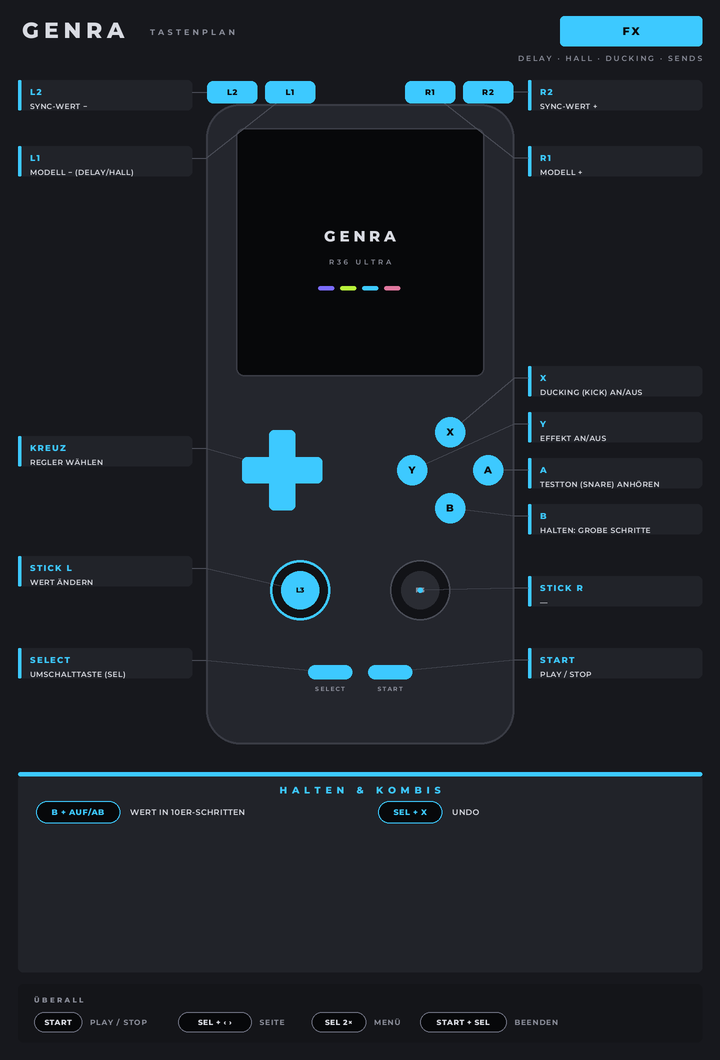 GENRA TASTENPLAN
FX
DELAY · HALL · DUCKING · SENDS
L2
SYNC-WERT −
L2
L1
R1
R2
R2
SYNC-WERT +
L1
MODELL − (DELAY/HALL)
R1
MODELL +
GENRA
R36 ULTRA
X
DUCKING (KICK) AN/AUS
Y
EFFEKT AN/AUS
A
TESTTON (SNARE) ANHÖREN
B
HALTEN: GROBE SCHRITTE
KREUZ
REGLER WÄHLEN
X
Y
A
B
STICK L
WERT ÄNDERN
L3
STICK R
—
SELECT
UMSCHALTTASTE (SEL)
START
PLAY / STOP
SELECT
START
HALTEN & KOMBIS
B + AUF/AB WERT IN 10ER-SCHRITTEN
SEL + X UNDO
ÜBERALL
START PLAY / STOP SEL + ‹ › SEITE SEL 2× MENÜ START + SEL BEENDEN